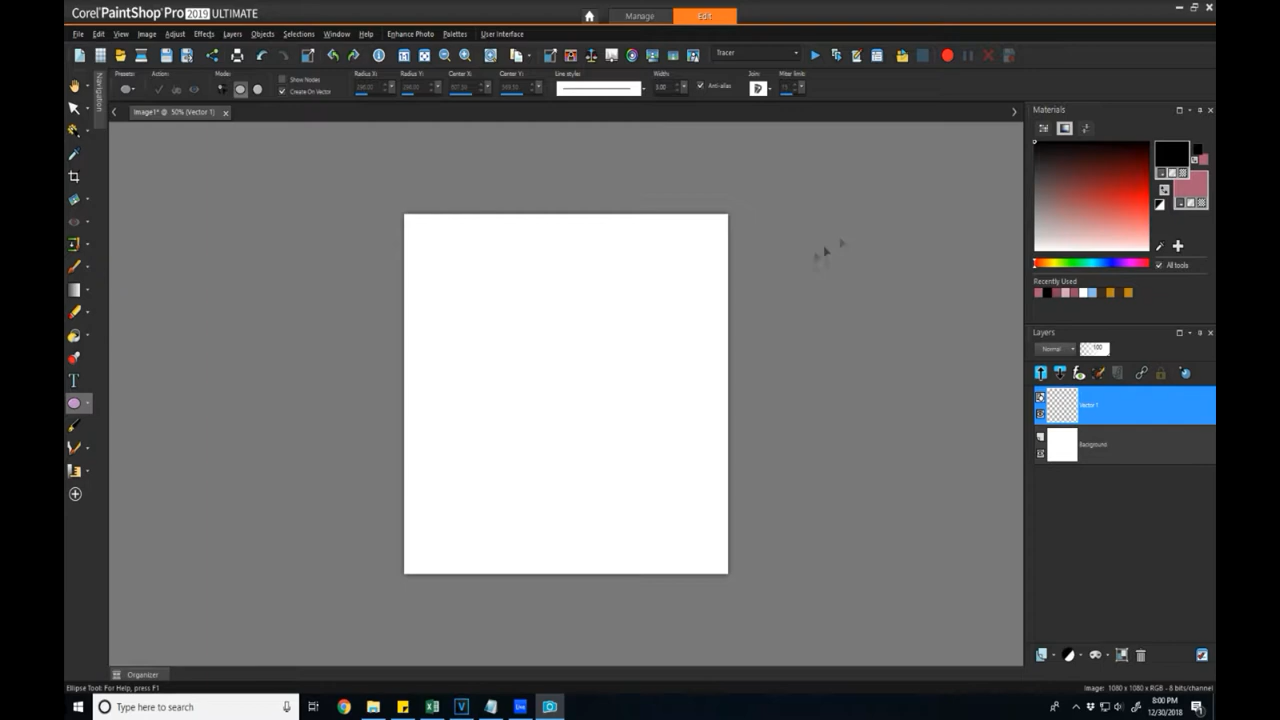 Corel® PaintShop® Pro 2019 ULTIMATE
Manage
Edit
File Edit View Image Adjust Effects Layers Objects Selections Window Help Enhance Photo Palettes User Interface
Tracer
Presets: Action: Mode: Show Nodes Radius X: Radius Y: Center X: Center Y: Line style: Width: Anti-alias Join: Miter limit:
Create On Vector 3.00
Navigation
Image1* @ 50% (Vector 1)
Materials
All tools
Recently Used
Layers
Normal 100
Vector 1
Background
Organizer
Ellipse Tool: For Help, press F1
Image: 1080 x 1080 x RGB - 8 bits/channel
Type here to search
8:00 PM
12/30/2018